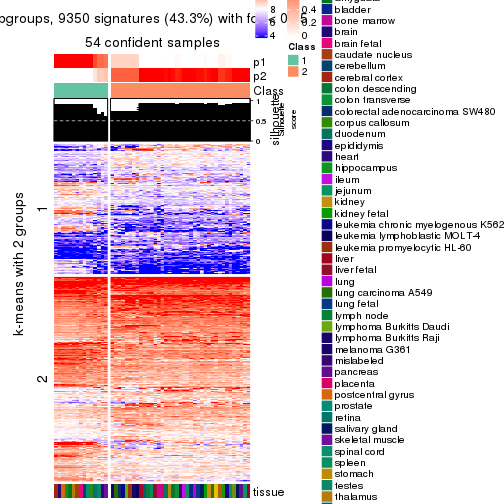 ogroups, 9350 signatures (43.3%) with fo
54 confident samples
p1
p2
Class
1
0.5
0
silhouette
score
8
6
4
0.4
0.2
0
Class
1
2
k-means with 2 groups
1
2
tissue
bladder
bone marrow
brain
brain fetal
caudate nucleus
cerebellum
cerebral cortex
colon descending
colon transverse
colorectal adenocarcinoma SW480
corpus callosum
duodenum
epididymis
heart
hippocampus
ileum
jejunum
kidney
kidney fetal
leukemia chronic myelogenous K562
leukemia lymphoblastic MOLT-4
leukemia promyelocytic HL-60
liver
liver fetal
lung
lung carcinoma A549
lung fetal
lymph node
lymphoma Burkitts Daudi
lymphoma Burkitts Raji
melanoma G361
mislabeled
pancreas
placenta
postcentral gyrus
prostate
retina
salivary gland
skeletal muscle
spinal cord
spleen
stomach
testes
thalamus